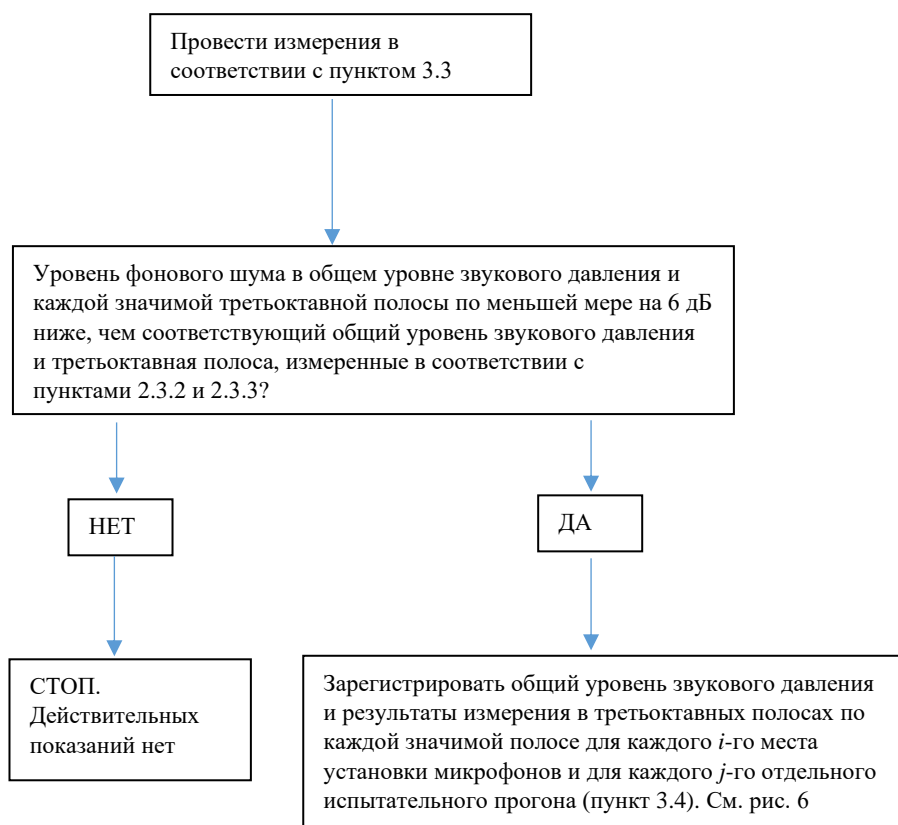 Провести измерения в
соответствии с пунктом 3.3
Уровень фонового шума в общем уровне звукового давления и
каждой значимой третьоктавной полосы по меньшей мере на 6 дБ
ниже, чем соответствующий общий уровень звукового давления
и третьоктавная полоса, измеренные в соответствии с
пунктами 2.3.2 и 2.3.3?
НЕТ
ДА
СТОП.
Действительных
показаний нет
Зарегистрировать общий уровень звукового давления
и результаты измерения в третьоктавных полосах по
каждой значимой полосе для каждого i-го места
установки микрофонов и для каждого j-го отдельного
испытательного прогона (пункт 3.4). См. рис. 6